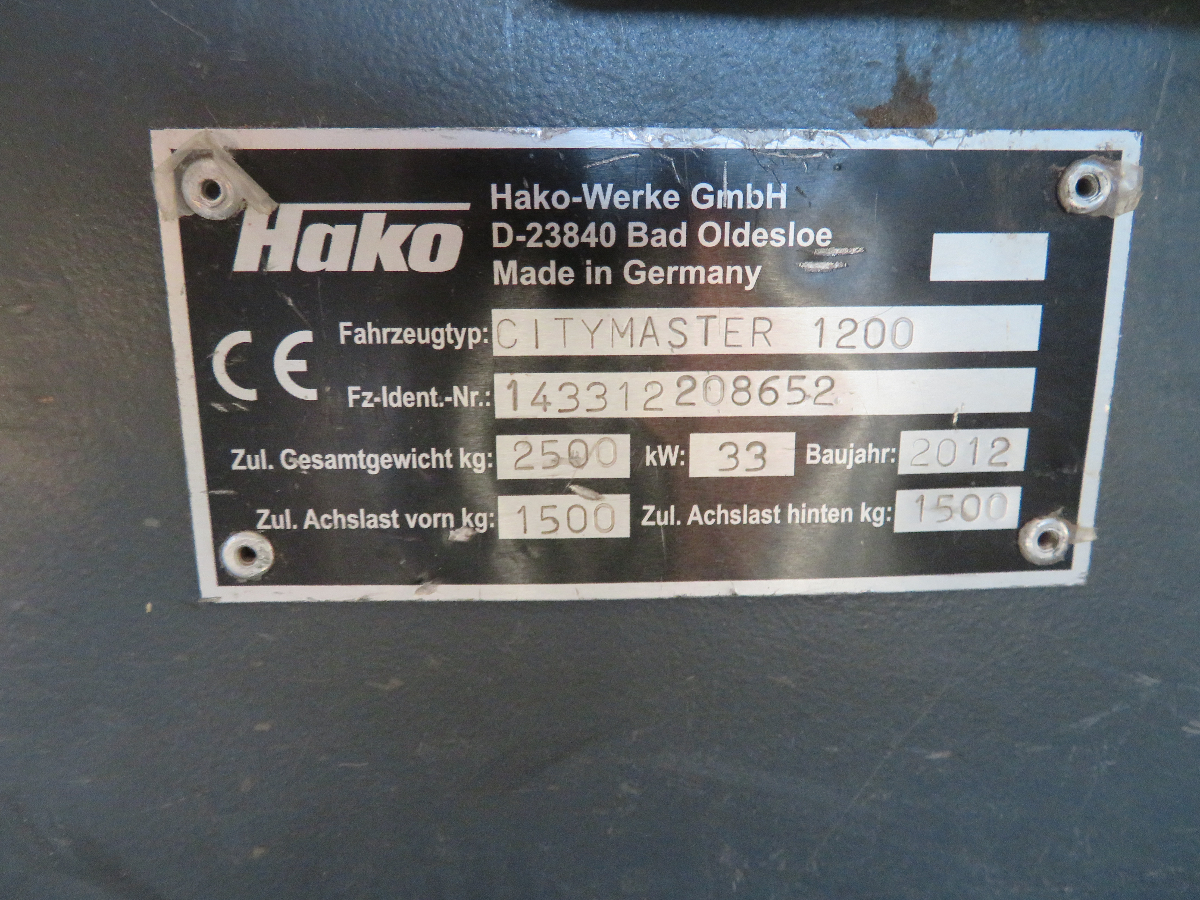 Hako
Hako-Werke GmbH
D-23840 Bad Oldesloe
Made in Germany
CE
Fahrzeugtyp: CITYMASTER 1200
Fz-Ident.-Nr.: 143312208652
Zul. Gesamtgewicht kg: 2500 kW: 33 Baujahr: 2012
Zul. Achslast vorn kg: 1500 Zul. Achslast hinten kg: 1500